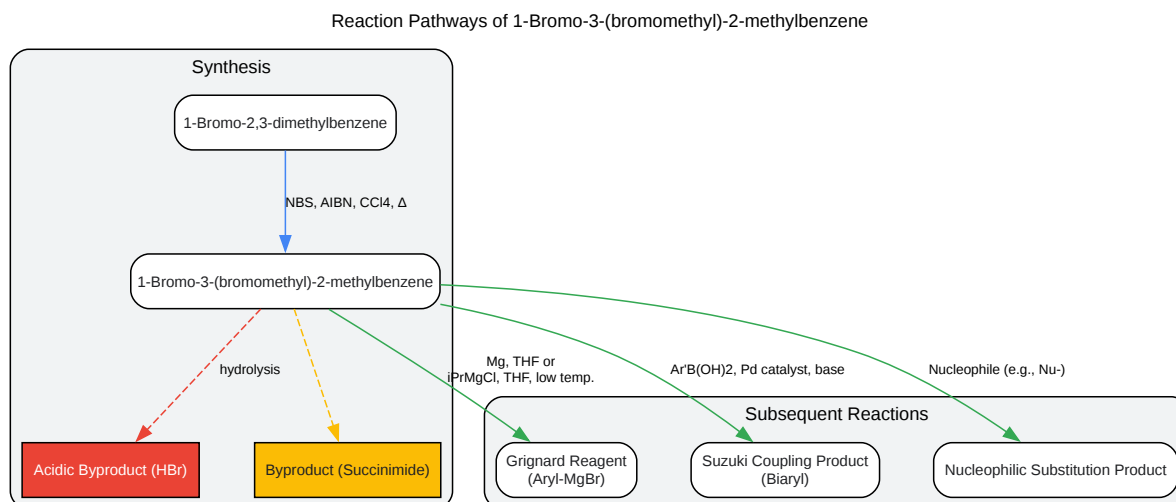 Reaction Pathways of 1-Bromo-3-(bromomethyl)-2-methylbenzene
Synthesis
1-Bromo-2,3-dimethylbenzene
NBS, AIBN, CCl4, Δ
1-Bromo-3-(bromomethyl)-2-methylbenzene
hydrolysis
Mg, THF or
iPrMgCl, THF, low temp.
Ar'B(OH)2, Pd catalyst, base
Nucleophile (e.g., Nu-)
Subsequent Reactions
Acidic Byproduct (HBr)
Byproduct (Succinimide)
Grignard Reagent
(Aryl-MgBr)
Suzuki Coupling Product
(Biaryl)
Nucleophilic Substitution Product